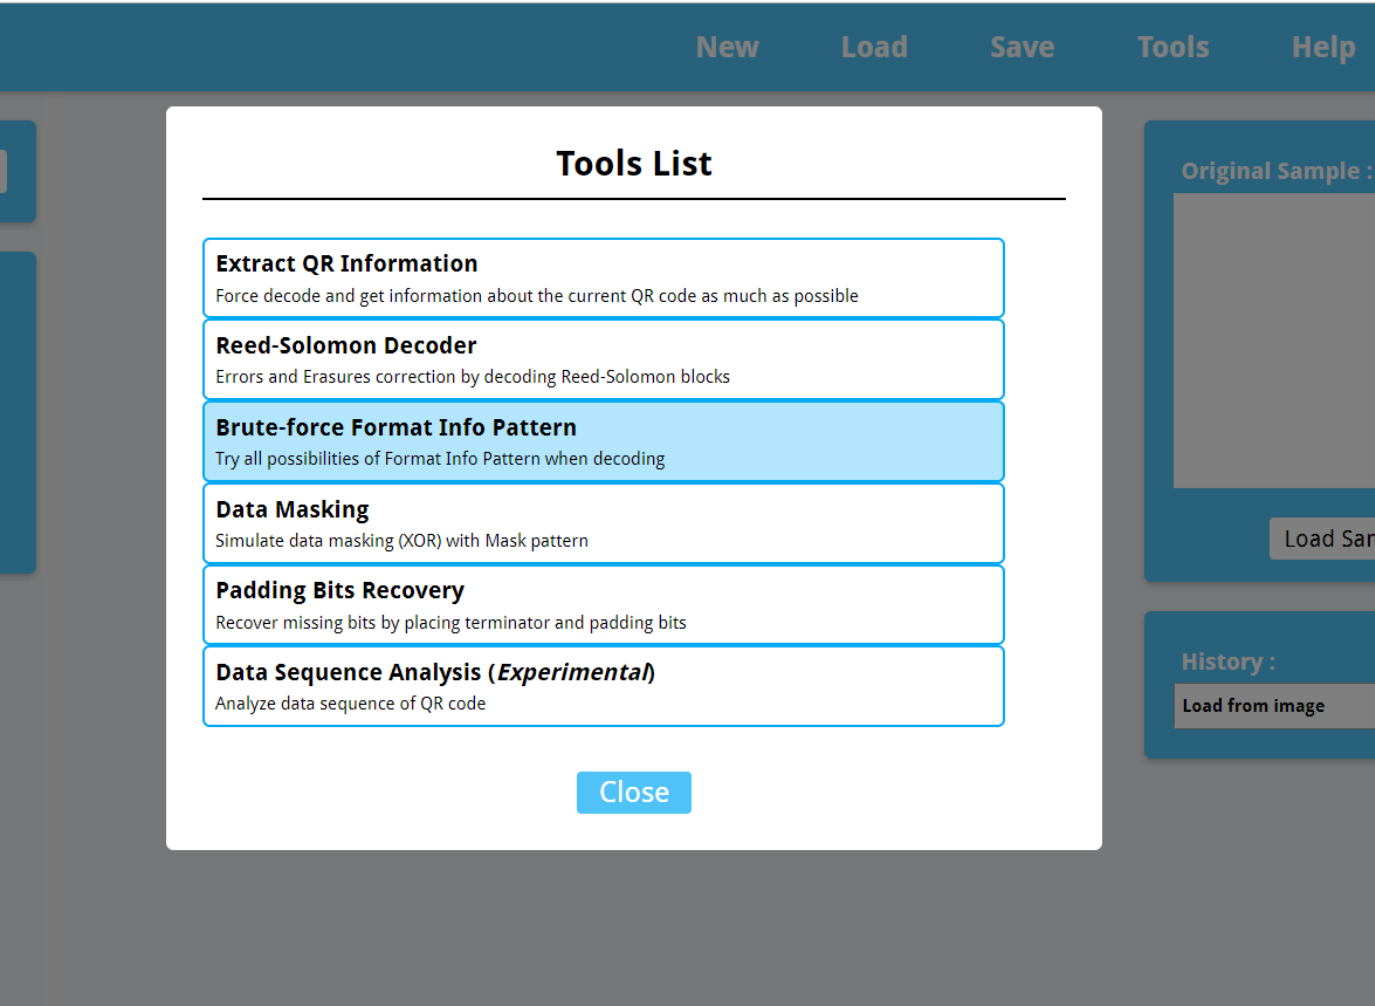 New Load Save Tools Help
Tools List
Extract QR Information
Force decode and get information about the current QR code as much as possible
Reed-Solomon Decoder
Errors and Erasures correction by decoding Reed-Solomon blocks
Brute-force Format Info Pattern
Try all possibilities of Format Info Pattern when decoding
Data Masking
Simulate data masking (XOR) with Mask pattern
Padding Bits Recovery
Recover missing bits by placing terminator and padding bits
Data Sequence Analysis (Experimental)
Analyze data sequence of QR code
Close
Original Sample :
Load Sar
History :
Load from image